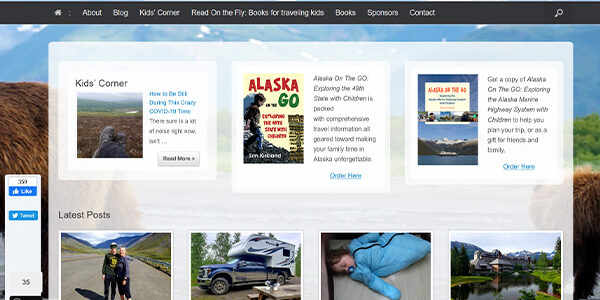 : About Blog Kids' Corner Read On the Fly: Books for traveling kids Books Sponsors Contact
Kids' Corner
How to Be Still
During This Crazy
COVID-19 Time
There sure is a lot
of noise right now,
isn't ...
Read More »
ALASKA
ON THE
GO
EXPLORING
THE 49TH
STATE WITH
CHILDREN
Erin Kirkland
Alaska On The GO:
Exploring the 49th
State with Children is
packed
with comprehensive
travel information all
geared toward making
your family time in
Alaska unforgettable.
Order Here
ALASKA ON THE GO
Exploring the
Alaska Marine
Highway System with
Children
Get a copy of Alaska
On The GO: Exploring
the Alaska Marine
Highway System with
Children to help you
plan your trip, or as a
gift for friends and
family.
Order Here
359
Like
Tweet
35
Latest Posts